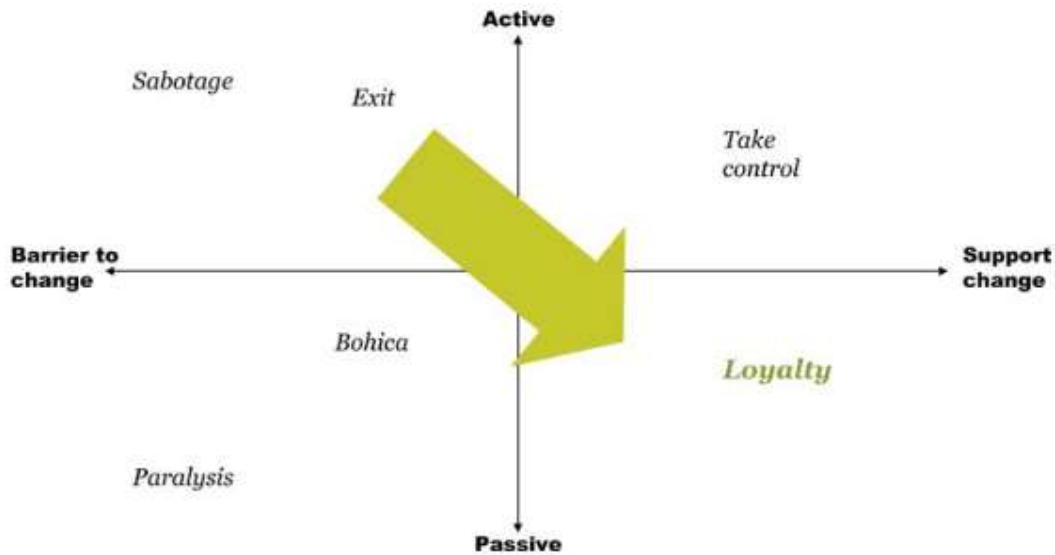 Active
Sabotage
Exit
Take
control
Barrier to
change
Support
change
Bohica
Loyalty
Paralysis
Passive